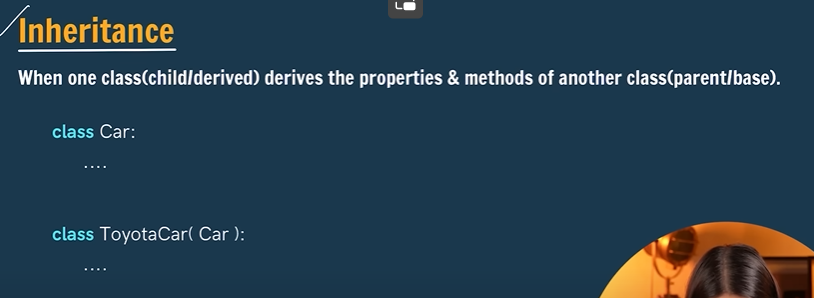 Inheritance
When one class(child/derived) derives the properties & methods of another class(parent/base).
class Car:
....
class ToyotaCar( Car ):
....